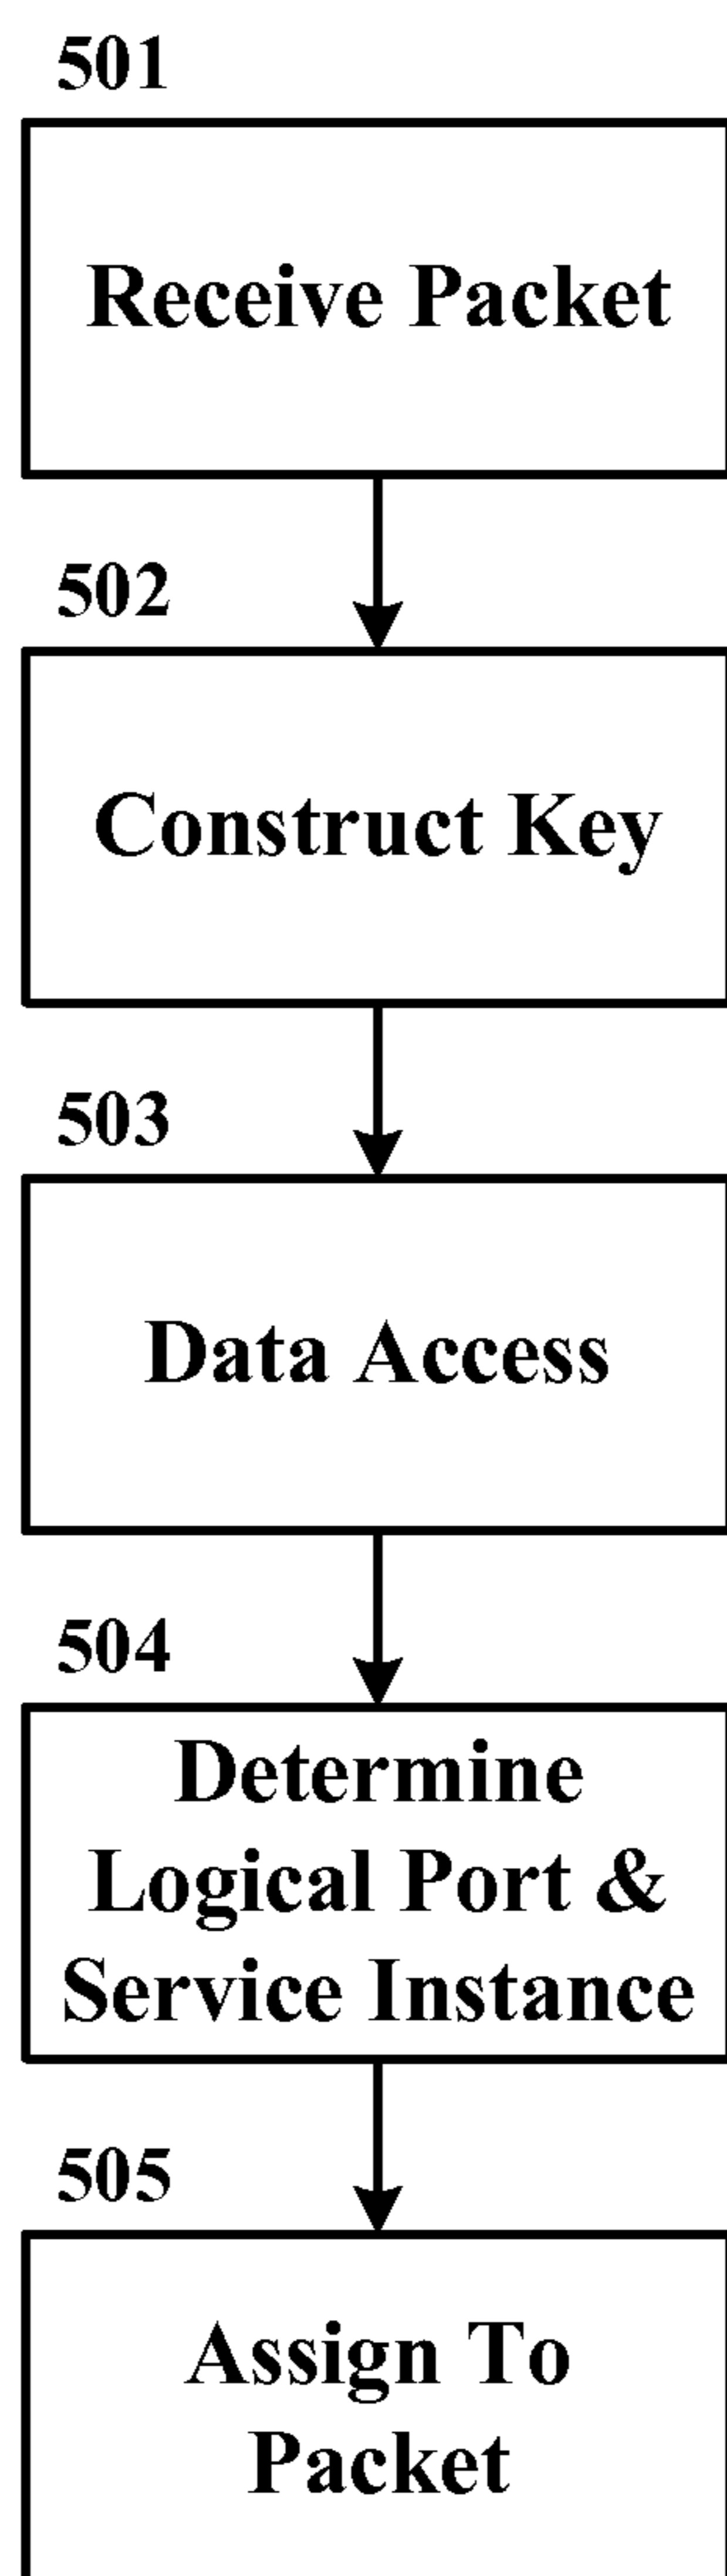 501
Receive Packet
502
Construct Key
503
Data Access
504
Determine
Logical Port &
Service Instance
505
Assign To
Packet